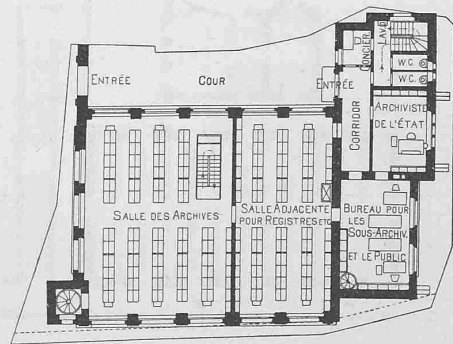 ENTRÉE
COUR
ENTRÉE
CONCIER.
LAV.
W.C.
W.C.
CORRIDOR
ARCHIVISTE
DE L'ÉTAT
SALLE DES ARCHIVES
SALLE ADJACENTE
POUR REGISTRES ETC
BUREAU POUR
LES
SOUS-ARCHIV.
ET LE PUBLIC